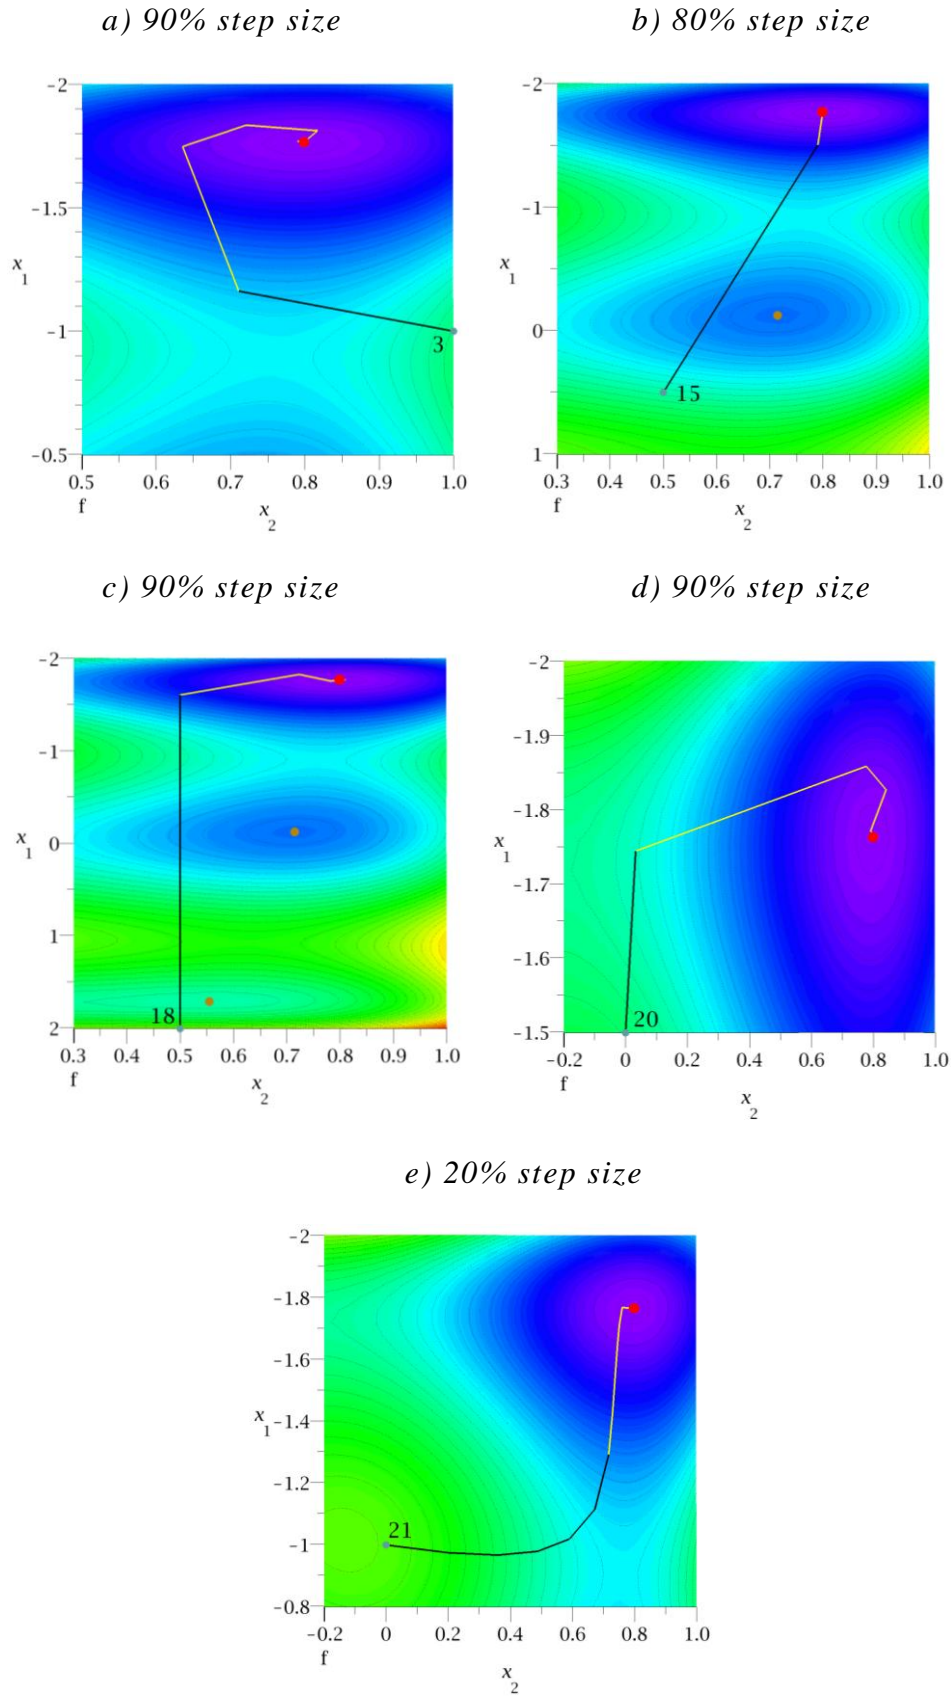 a) 90% step size
b) 80% step size
-2
-1.5
x1
-1
3
-0.5
0.5 0.6 0.7 0.8 0.9 1.0
f
x2
-2
-1
x1
0
15
1
0.3 0.4 0.5 0.6 0.7 0.8 0.9 1.0
f
x2
c) 90% step size
d) 90% step size
-2
-1
x1
0
1
18
2
0.3 0.4 0.5 0.6 0.7 0.8 0.9 1.0
f
x2
-2
-1.9
-1.8
x1
-1.7
-1.6
20
-1.5
-0.2 0 0.2 0.4 0.6 0.8 1.0
f
x2
e) 20% step size
-2
-1.8
-1.6
x1
-1.4
-1.2
21
-1
-0.8
-0.2 0 0.2 0.4 0.6 0.8 1.0
f
x2